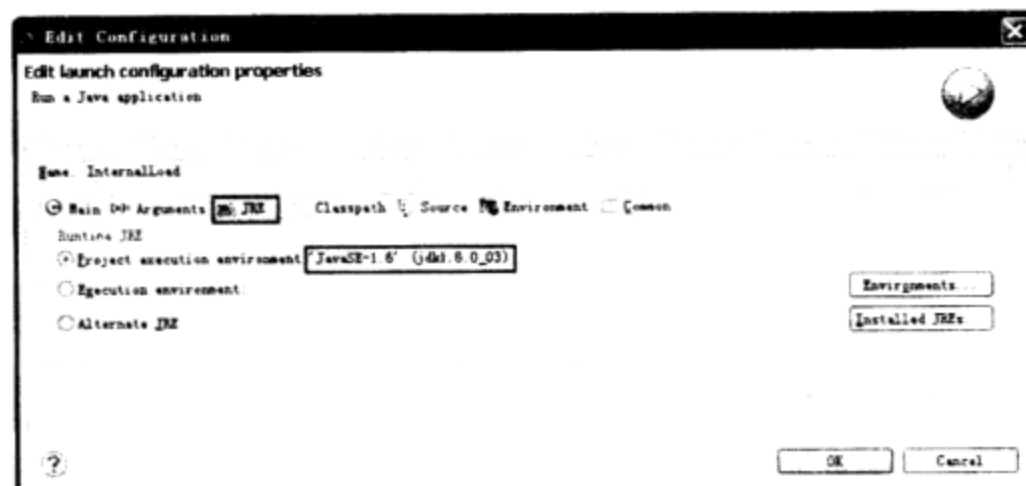 Edit Configuration
Edit launch configuration properties
Run a Java application
Name: InternalLoad
Main (x)= Arguments JRE Classpath Source Environment Common
Runtime JRE
Project execution environment 'JavaSE-1.6' (jdk1.6.0_03)
Execution environment:
Environments...
Alternate JRE
Installed JREs
?
OK Cancel